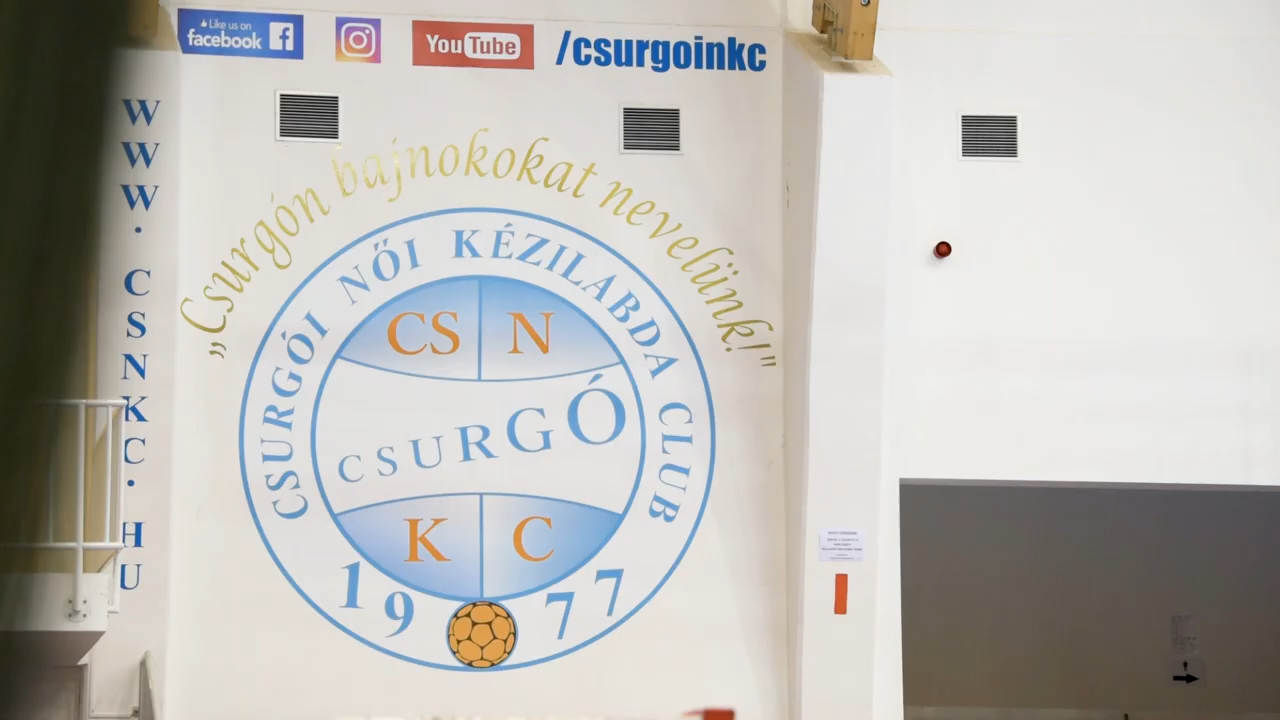 Like us on
facebook
YouTube
/csurgoinkc
WWW.CSNKC.HU
„Csurgón bajnokokat nevelünk!"
CSURGÓI NŐI KÉZILABDA CLUB
CS N
CSURGÓ
K C
1977